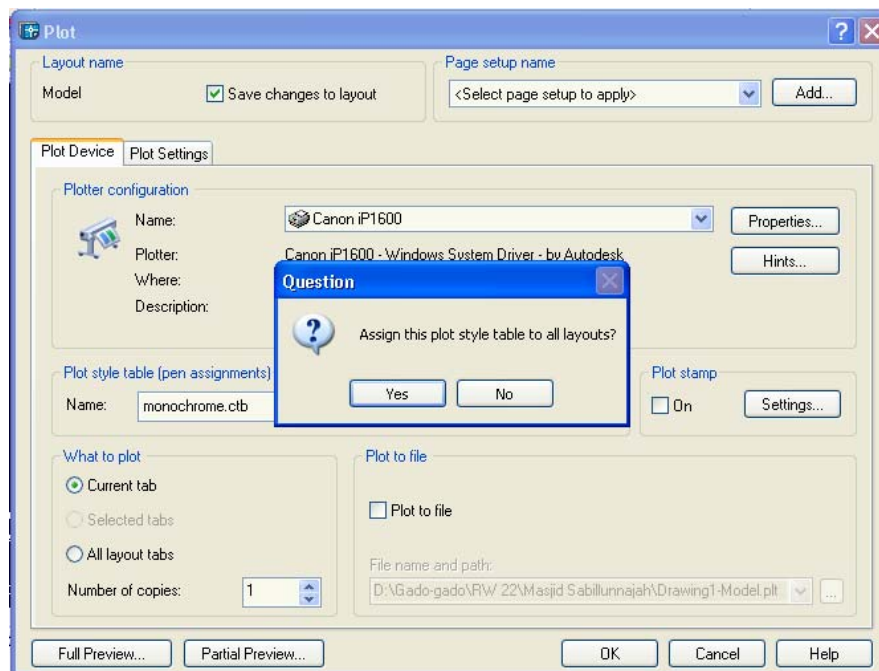 Plot
Layout name
Model
Save changes to layout
Page setup name
<Select page setup to apply>
Add...
Plot Device
Plot Settings
Plotter configuration
Name:
Canon iP1600
Properties...
Plotter:
Canon iP1600 - Windows System Driver - by Autodesk
Hints...
Where:
Description:
Question
Assign this plot style table to all layouts?
Yes
No
Plot style table (pen assignments)
Name:
monochrome.ctb
Plot stamp
On
Settings...
What to plot
Current tab
Selected tabs
All layout tabs
Number of copies:
1
Plot to file
Plot to file
File name and path:
D:\Gado-gado\RW 22\Masjid Sabillunnajah\Drawing1-Model.plt
...
Full Preview...
Partial Preview...
OK
Cancel
Help